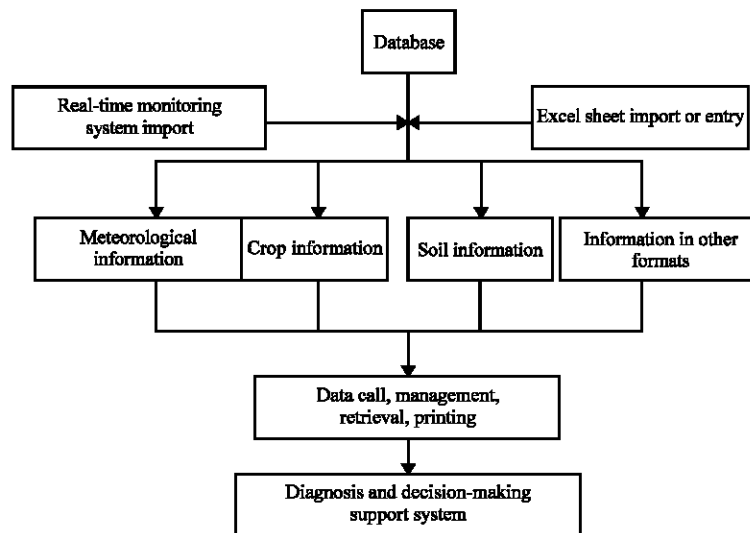 Database
Real-time monitoring
system import
Excel sheet import or entry
Meteorological
information
Crop information
Soil information
Information in other
formats
Data call, management,
retrieval, printing
Diagnosis and decision-making
support system